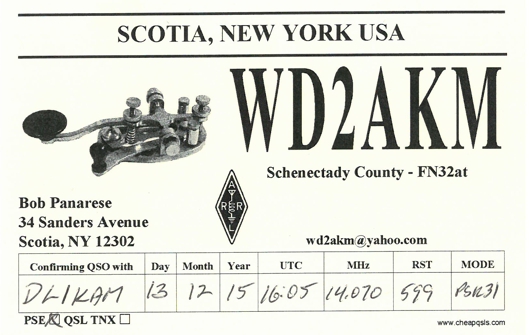 SCOTIA, NEW YORK USA
WD2AKM
Schenectady County - FN32at
A
R R
E
L
Bob Panarese
34 Sanders Avenue
Scotia, NY 12302
wd2akm@yahoo.com
Confirming QSO with Day Month Year UTC MHz RST MODE
DL1KAM 13 12 15 16:05 14.070 599 PSK31
PSE QSL TNX
www.cheapqsls.com